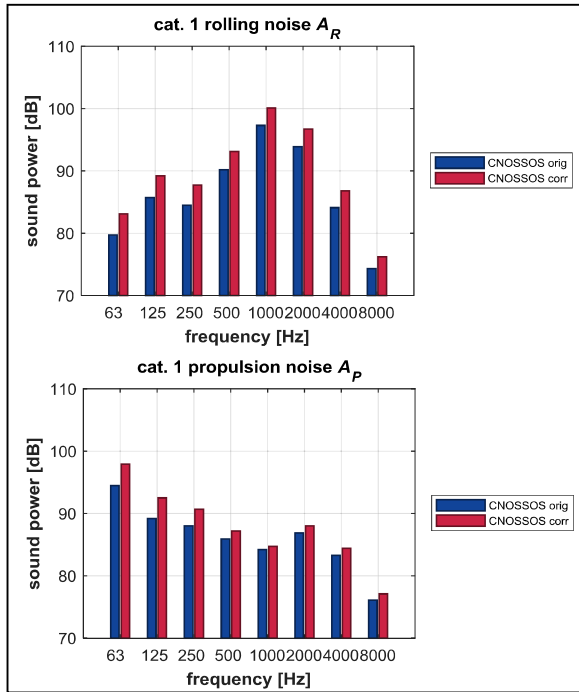 cat. 1 rolling noise A_R
110
100
90
80
70
sound power [dB]
63 125 250 500 1000 2000 4000 8000
frequency [Hz]
CNOSSOS orig
CNOSSOS corr
cat. 1 propulsion noise A_P
110
100
90
80
70
sound power [dB]
63 125 250 500 1000 2000 4000 8000
frequency [Hz]
CNOSSOS orig
CNOSSOS corr